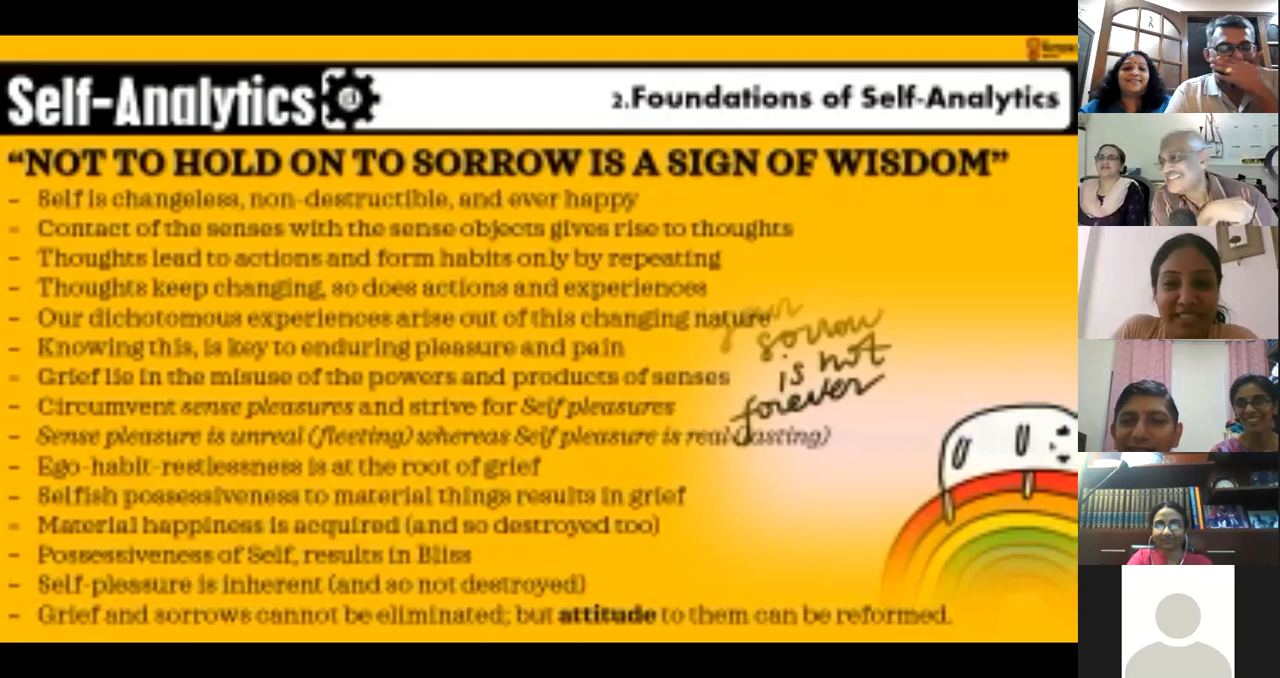 Self-Analytics
2.Foundations of Self-Analytics
“NOT TO HOLD ON TO SORROW IS A SIGN OF WISDOM”
- Self is changeless, non-destructible, and ever happy
- Contact of the senses with the sense objects gives rise to thoughts
- Thoughts lead to actions and form habits only by repeating
- Thoughts keep changing, so does actions and experiences
- Our dichotomous experiences arise out of this changing nature
- Knowing this, is key to enduring pleasure and pain
- Grief lie in the misuse of the powers and products of senses
- Circumvent sense pleasures and strive for Self pleasures
- Sense pleasure is unreal (fleeting) whereas Self pleasure is real (lasting)
- Ego-habit-restlessness is at the root of grief
- Selfish possessiveness to material things results in grief
- Material happiness is acquired (and so destroyed too)
- Possessiveness of Self, results in Bliss
- Self-pleasure is inherent (and so not destroyed)
- Grief and sorrows cannot be eliminated; but attitude to them can be reformed.
your
sorrow
is not
forever